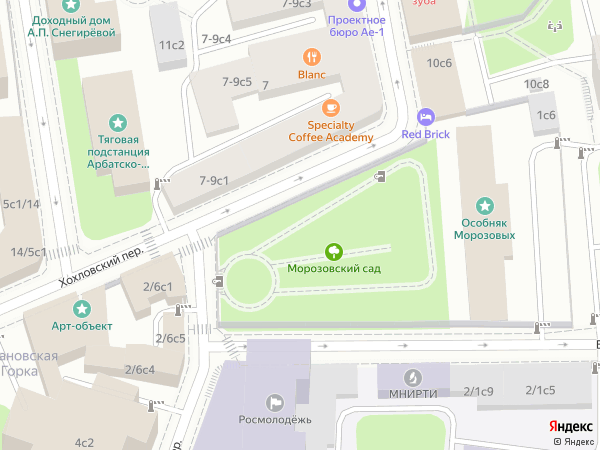 Доходный дом
А.П. Снегирёвой
11с2
7-9с4
7-9с3
Проектное
бюро Ае-1
зуба
7-9с5
7
Blanc
10с6
10с8
1с6
Specialty
Coffee Academy
Red Brick
Тяговая
подстанция
Арбатско-...
7-9с1
5с1/14
14/5с1
Хохловский пер.
Особняк
Морозовых
Морозовский сад
2/6с1
Арт-объект
2/6с5
ановская
Горка
2/6с4
4с2
р.
Росмолодёжь
МНИРТИ
2/1с9
2/1с5
Яндекс
© Яндекс